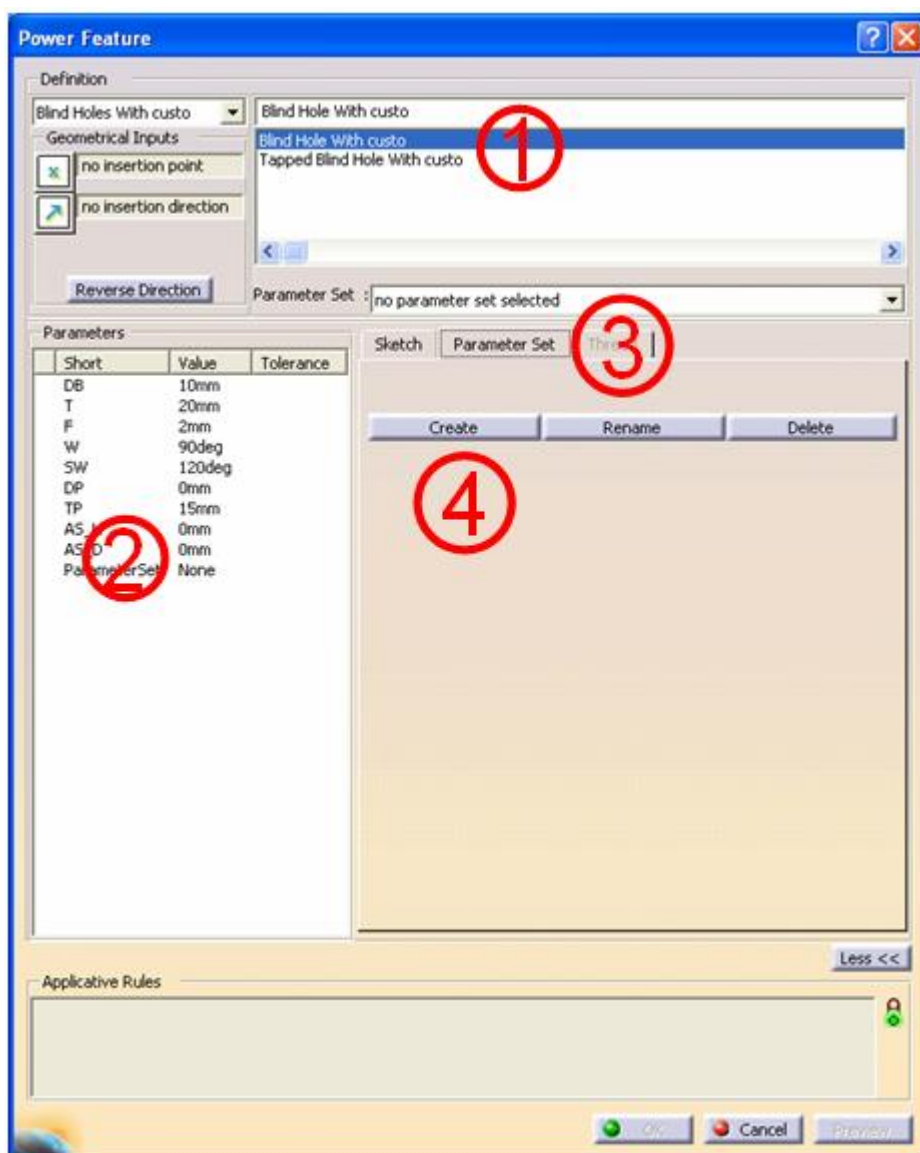 Power Feature
Definition
Blind Holes With custo
Blind Hole With custo
Geometrical Inputs
Blind Hole With custo
no insertion point
Tapped Blind Hole With custo
no insertion direction
Reverse Direction
Parameter Set : no parameter set selected
1
Parameters
Sketch
Parameter Set
3
Short Value Tolerance
DB 10mm
T 20mm
F 2mm
Create Rename Delete
W 90deg
SW 120deg
DP 0mm
TP 15mm
4
0mm
0mm
ParameterSet None
2
Less <<
Applicative Rules
OK
Cancel
Preview